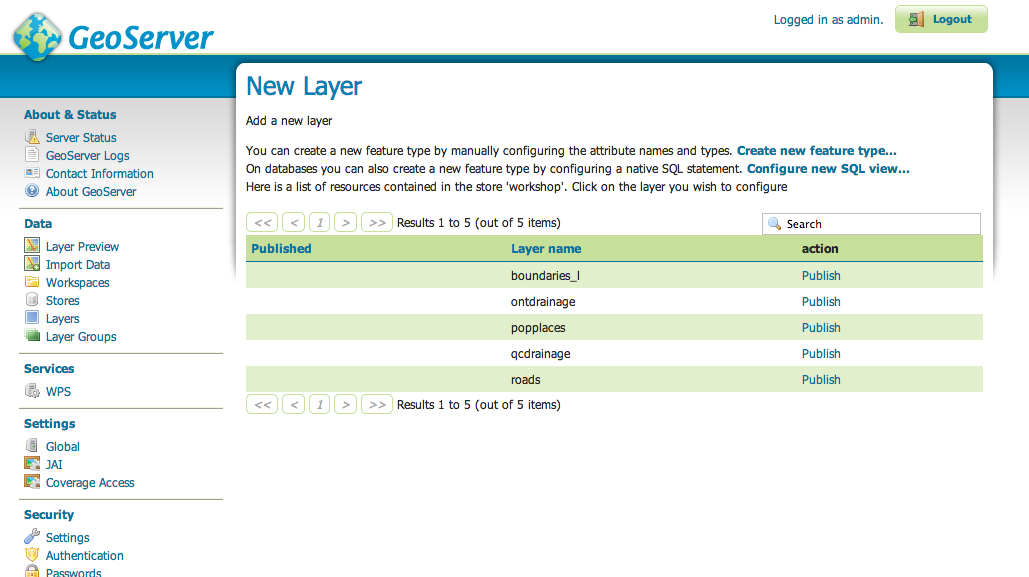 GeoServer
Logged in as admin.
Logout
About & Status
Server Status
GeoServer Logs
Contact Information
About GeoServer
Data
Layer Preview
Import Data
Workspaces
Stores
Layers
Layer Groups
Services
WPS
Settings
Global
JAI
Coverage Access
Security
Settings
Authentication
Passwords
New Layer
Add a new layer
You can create a new feature type by manually configuring the attribute names and types. Create new feature type...
On databases you can also create a new feature type by configuring a native SQL statement. Configure new SQL view...
Here is a list of resources contained in the store 'workshop'. Click on the layer you wish to configure
<< < 1 > >> Results 1 to 5 (out of 5 items) Search
Published Layer name action
boundaries_l Publish
ontdrainage Publish
popplaces Publish
qcdrainage Publish
roads Publish
<< < 1 > >> Results 1 to 5 (out of 5 items)